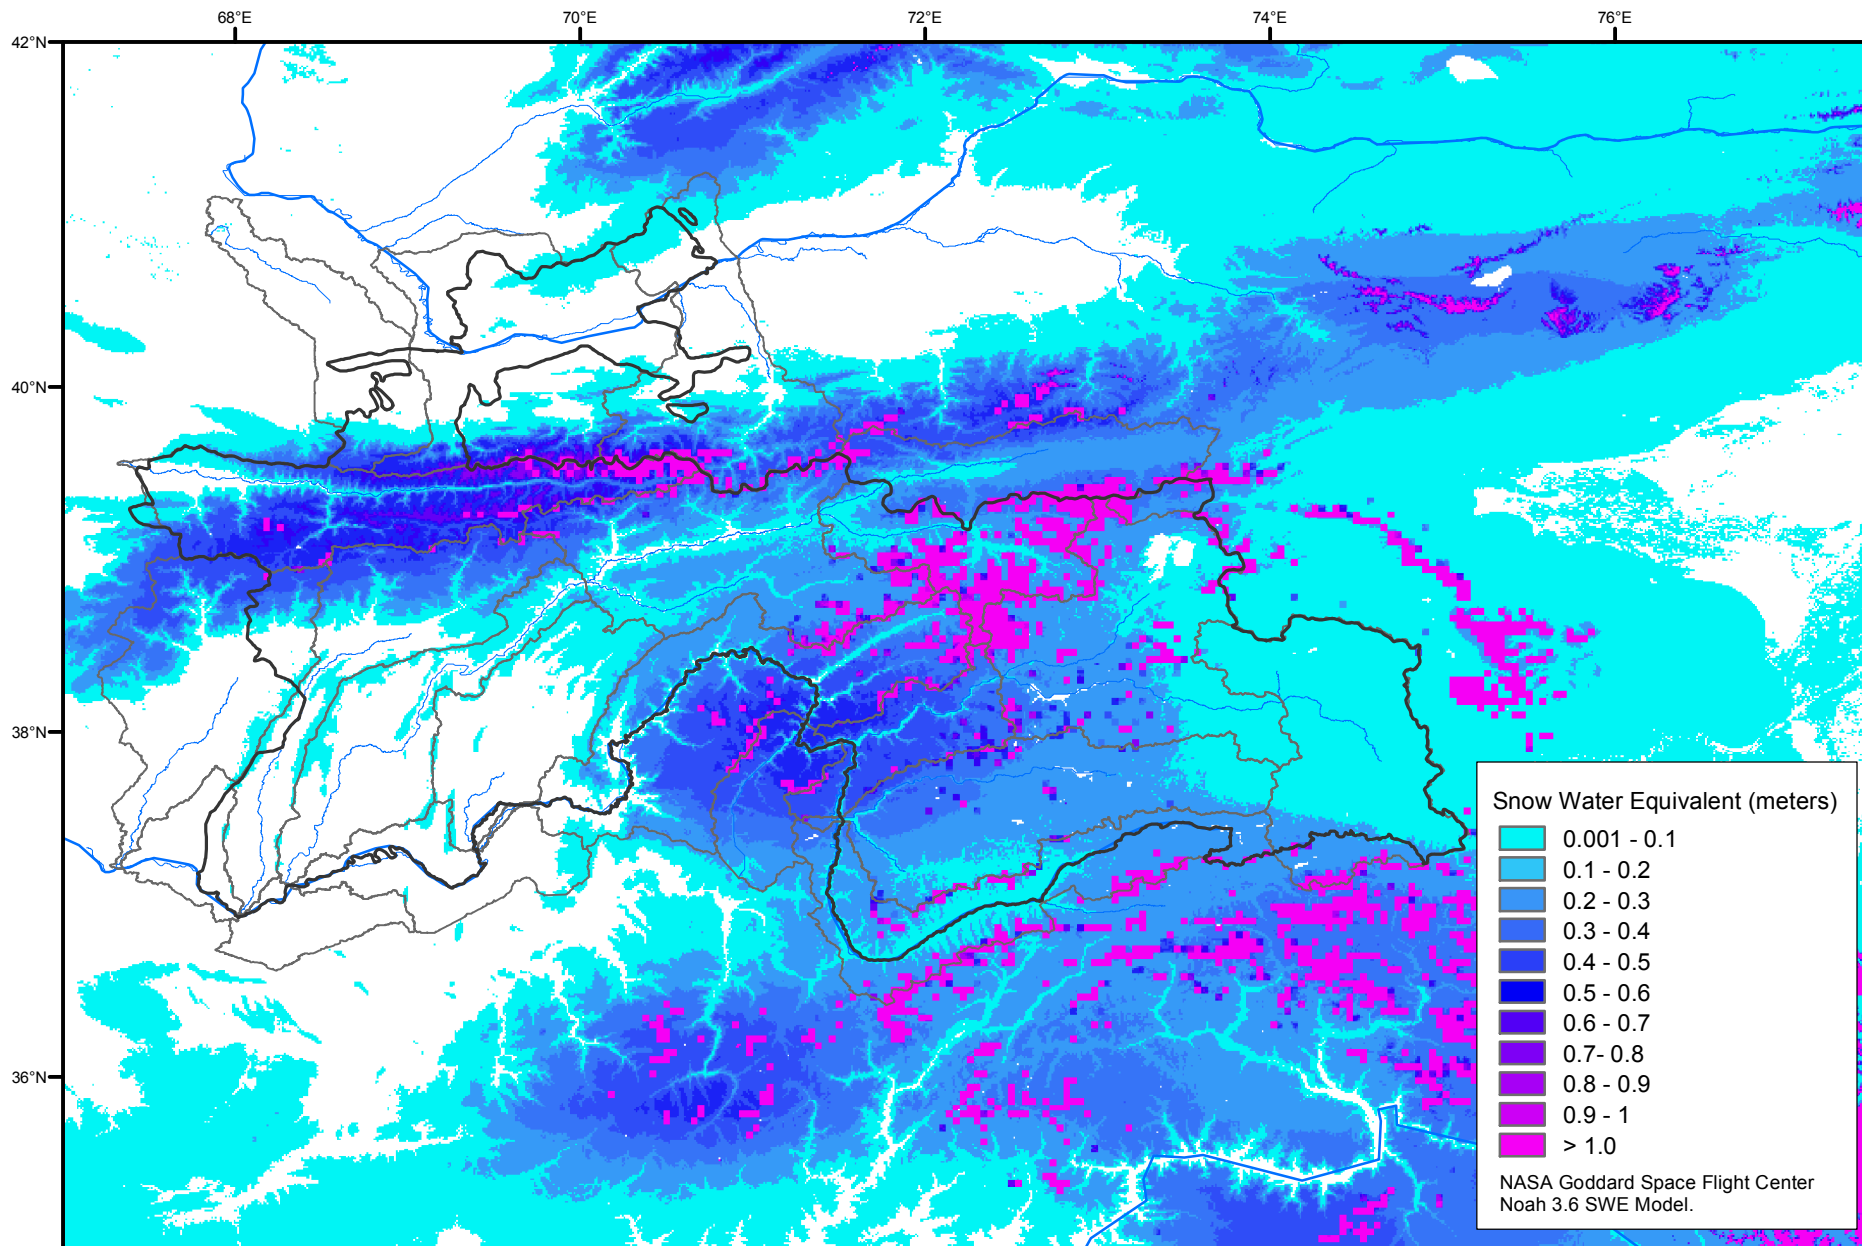 68°E 70°E 72°E 74°E 76°E
42°N
40°N
38°N
36°N
Snow Water Equivalent (meters)
0.001 - 0.1
0.1 - 0.2
0.2 - 0.3
0.3 - 0.4
0.4 - 0.5
0.5 - 0.6
0.6 - 0.7
0.7- 0.8
0.8 - 0.9
0.9 - 1
> 1.0
NASA Goddard Space Flight Center
Noah 3.6 SWE Model.